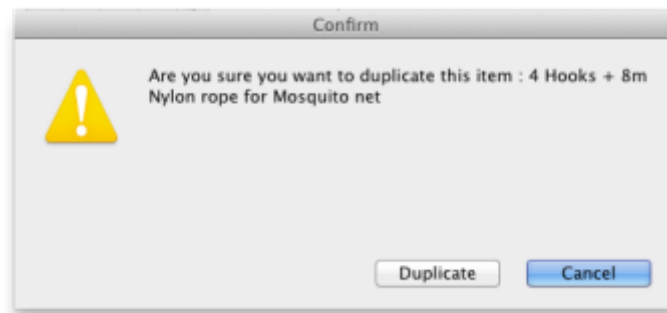 Confirm
Are you sure you want to duplicate this item : 4 Hooks + 8m
Nylon rope for Mosquito net
Duplicate
Cancel